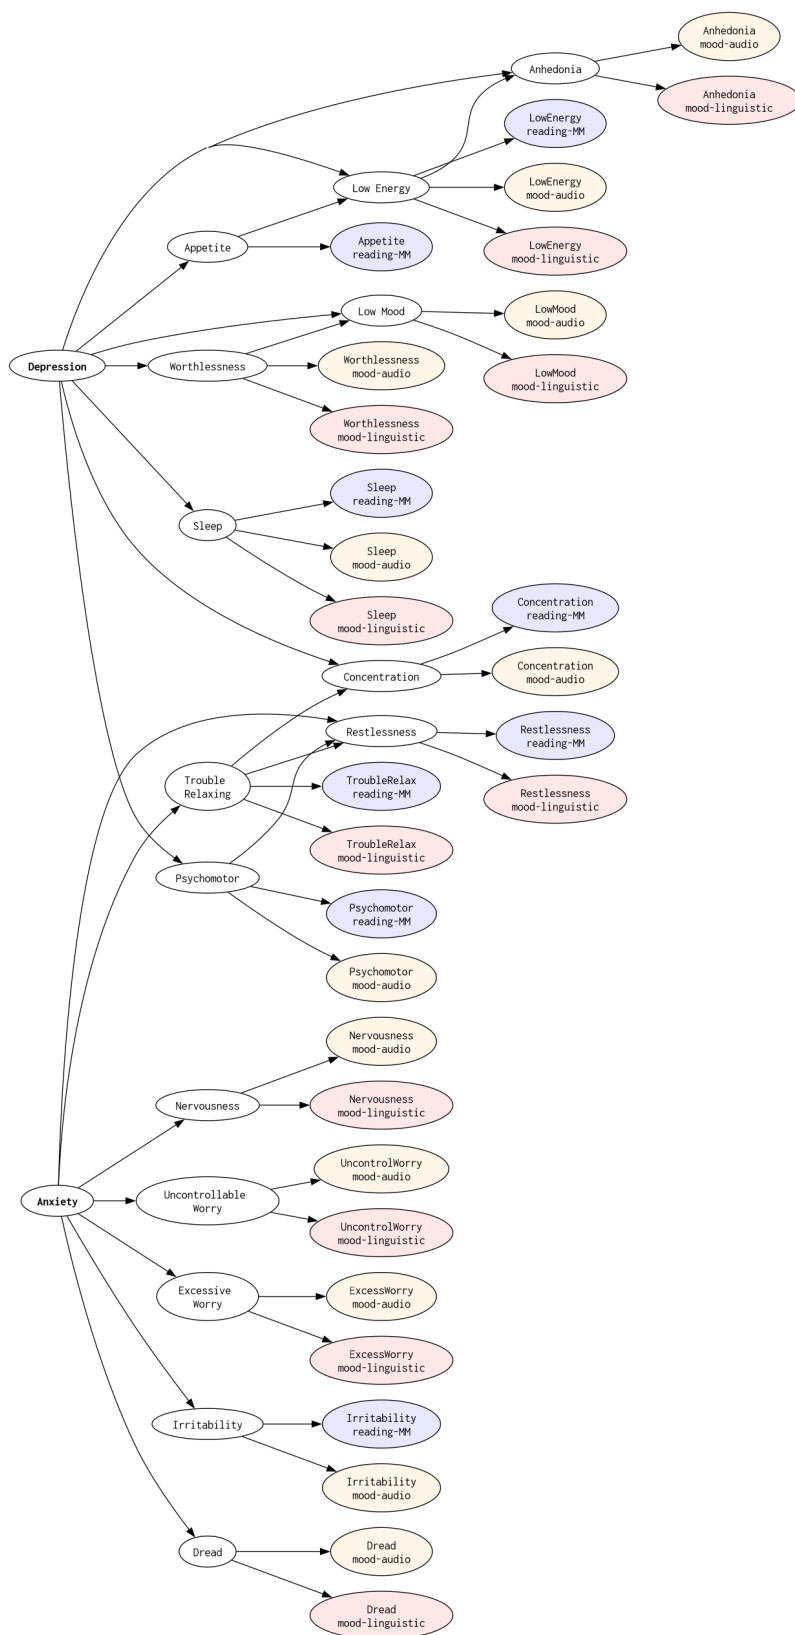 Anhedonia
mood-audio
Anhedonia
Anhedonia
mood-linguistic
LowEnergy
reading-MM
Low Energy
LowEnergy
mood-audio
Appetite
Appetite
reading-MM
LowEnergy
mood-linguistic
Low Mood
LowMood
mood-audio
Depression
Worthlessness
Worthlessness
mood-audio
LowMood
mood-linguistic
Worthlessness
mood-linguistic
Sleep
reading-MM
Sleep
Sleep
mood-audio
Sleep
mood-linguistic
Concentration
reading-MM
Concentration
Concentration
mood-audio
Restlessness
Restlessness
reading-MM
Trouble
Relaxing
TroubleRelax
reading-MM
Restlessness
mood-linguistic
TroubleRelax
mood-linguistic
Psychomotor
Psychomotor
reading-MM
Psychomotor
mood-audio
Nervousness
mood-audio
Nervousness
Nervousness
mood-linguistic
UncontrolWorry
mood-audio
Anxiety
Uncontrollable
Worry
UncontrolWorry
mood-linguistic
Excessive
Worry
ExcessWorry
mood-audio
ExcessWorry
mood-linguistic
Irritability
Irritability
reading-MM
Irritability
mood-audio
Dread
Dread
mood-audio
Dread
mood-linguistic